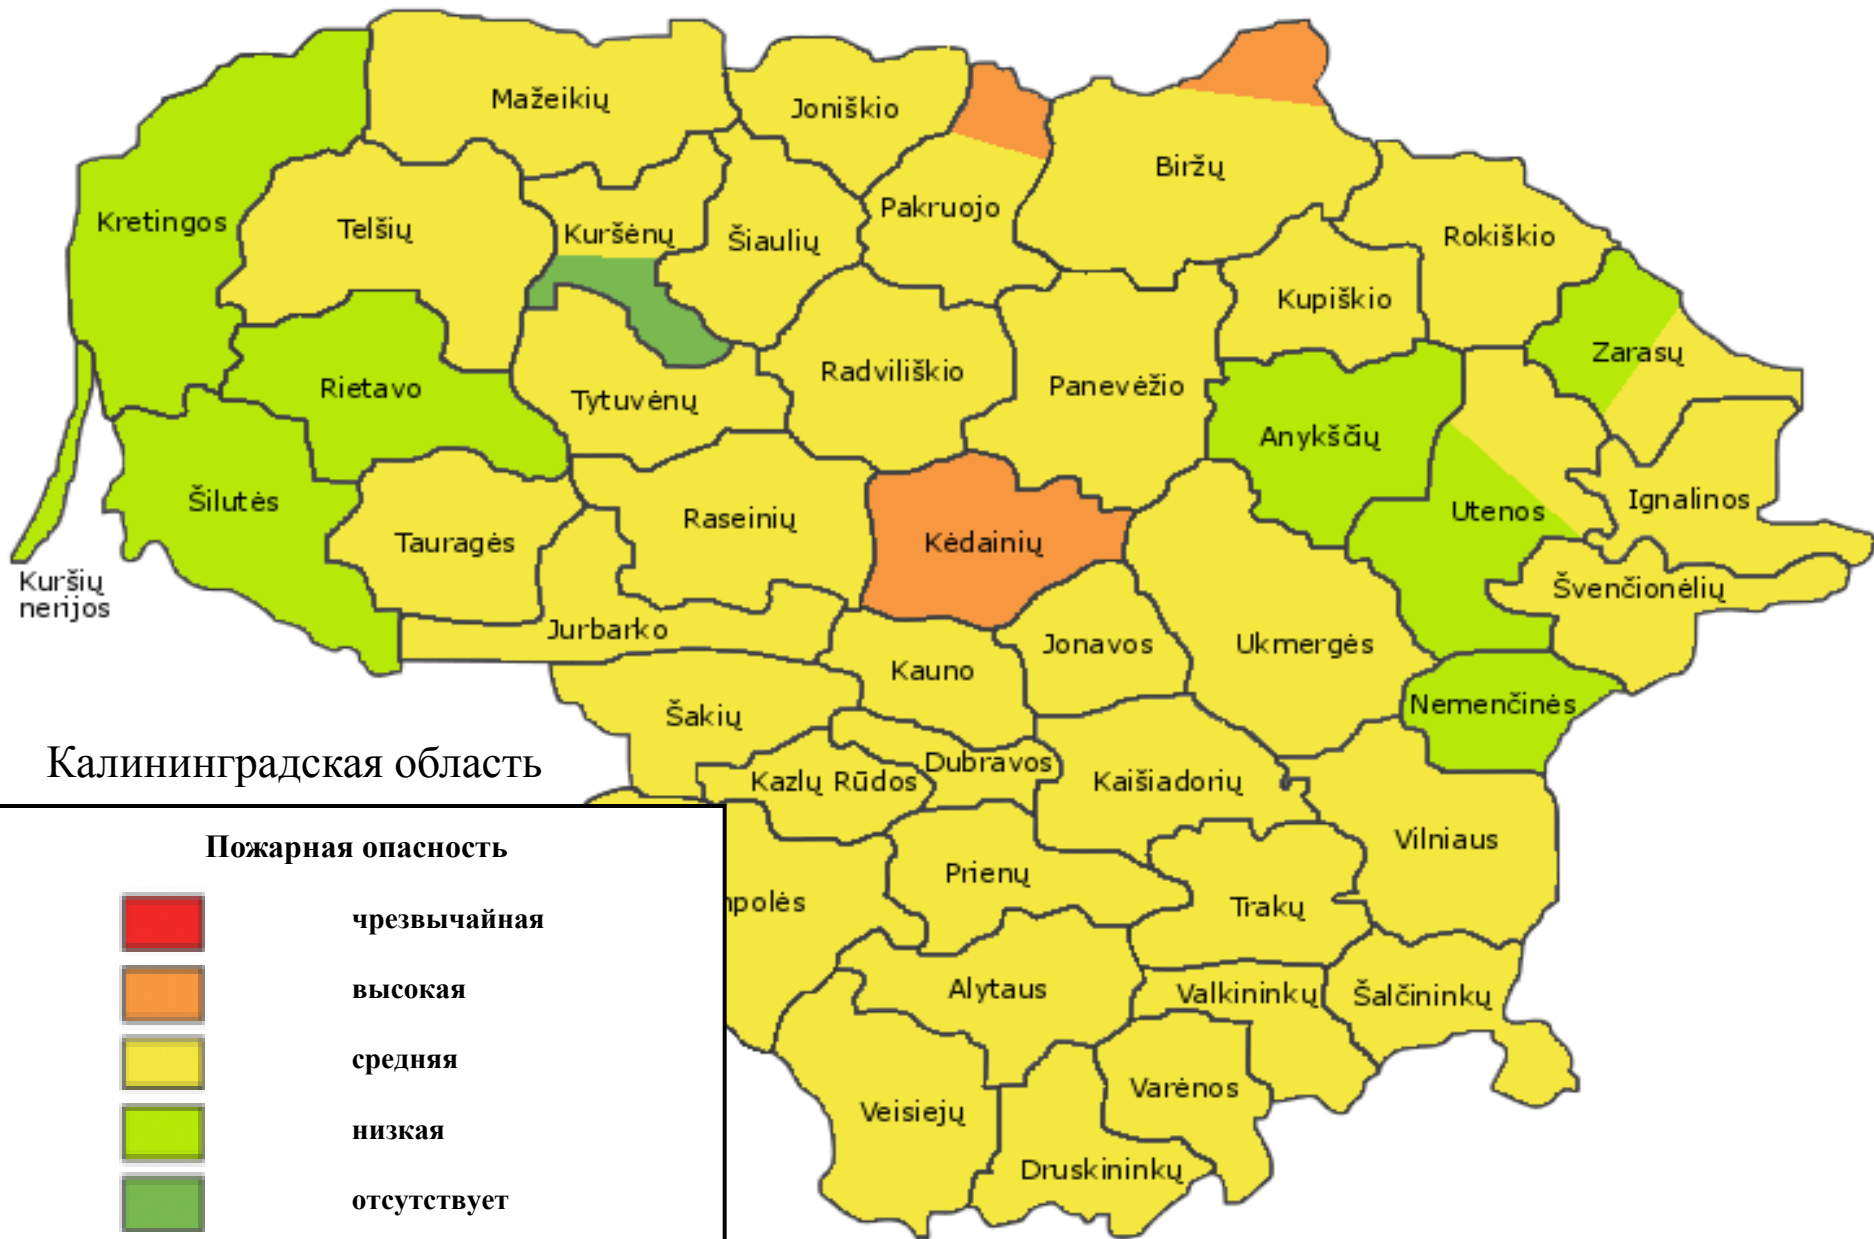 Mažeikių
Joniškio
Biržų
Kretingos
Telšių
Kuršėnų
Šiaulių
Pakruojo
Rokiškio
Kupiškio
Zarasų
Rietavo
Tytuvėnų
Radviliškio
Panevėžio
Anykščių
Šilutės
Tauragės
Raseinių
Kėdainių
Utenos
Ignalinos
Kuršių
nerijos
Švenčionėlių
Jurbarko
Kauno
Jonavos
Ukmergės
Nemenčinės
Šakių
Калининградская область
Kazlų Rūdos
Dubravos
Kaišiadorių
Vilniaus
Пожарная опасность
Prienų
polės
Trakų
чрезвычайная
высокая
средняя
низкая
отсутствует
Alytaus
Valkininkų
Šalčininkų
Veisiejų
Varėnos
Druskininkų